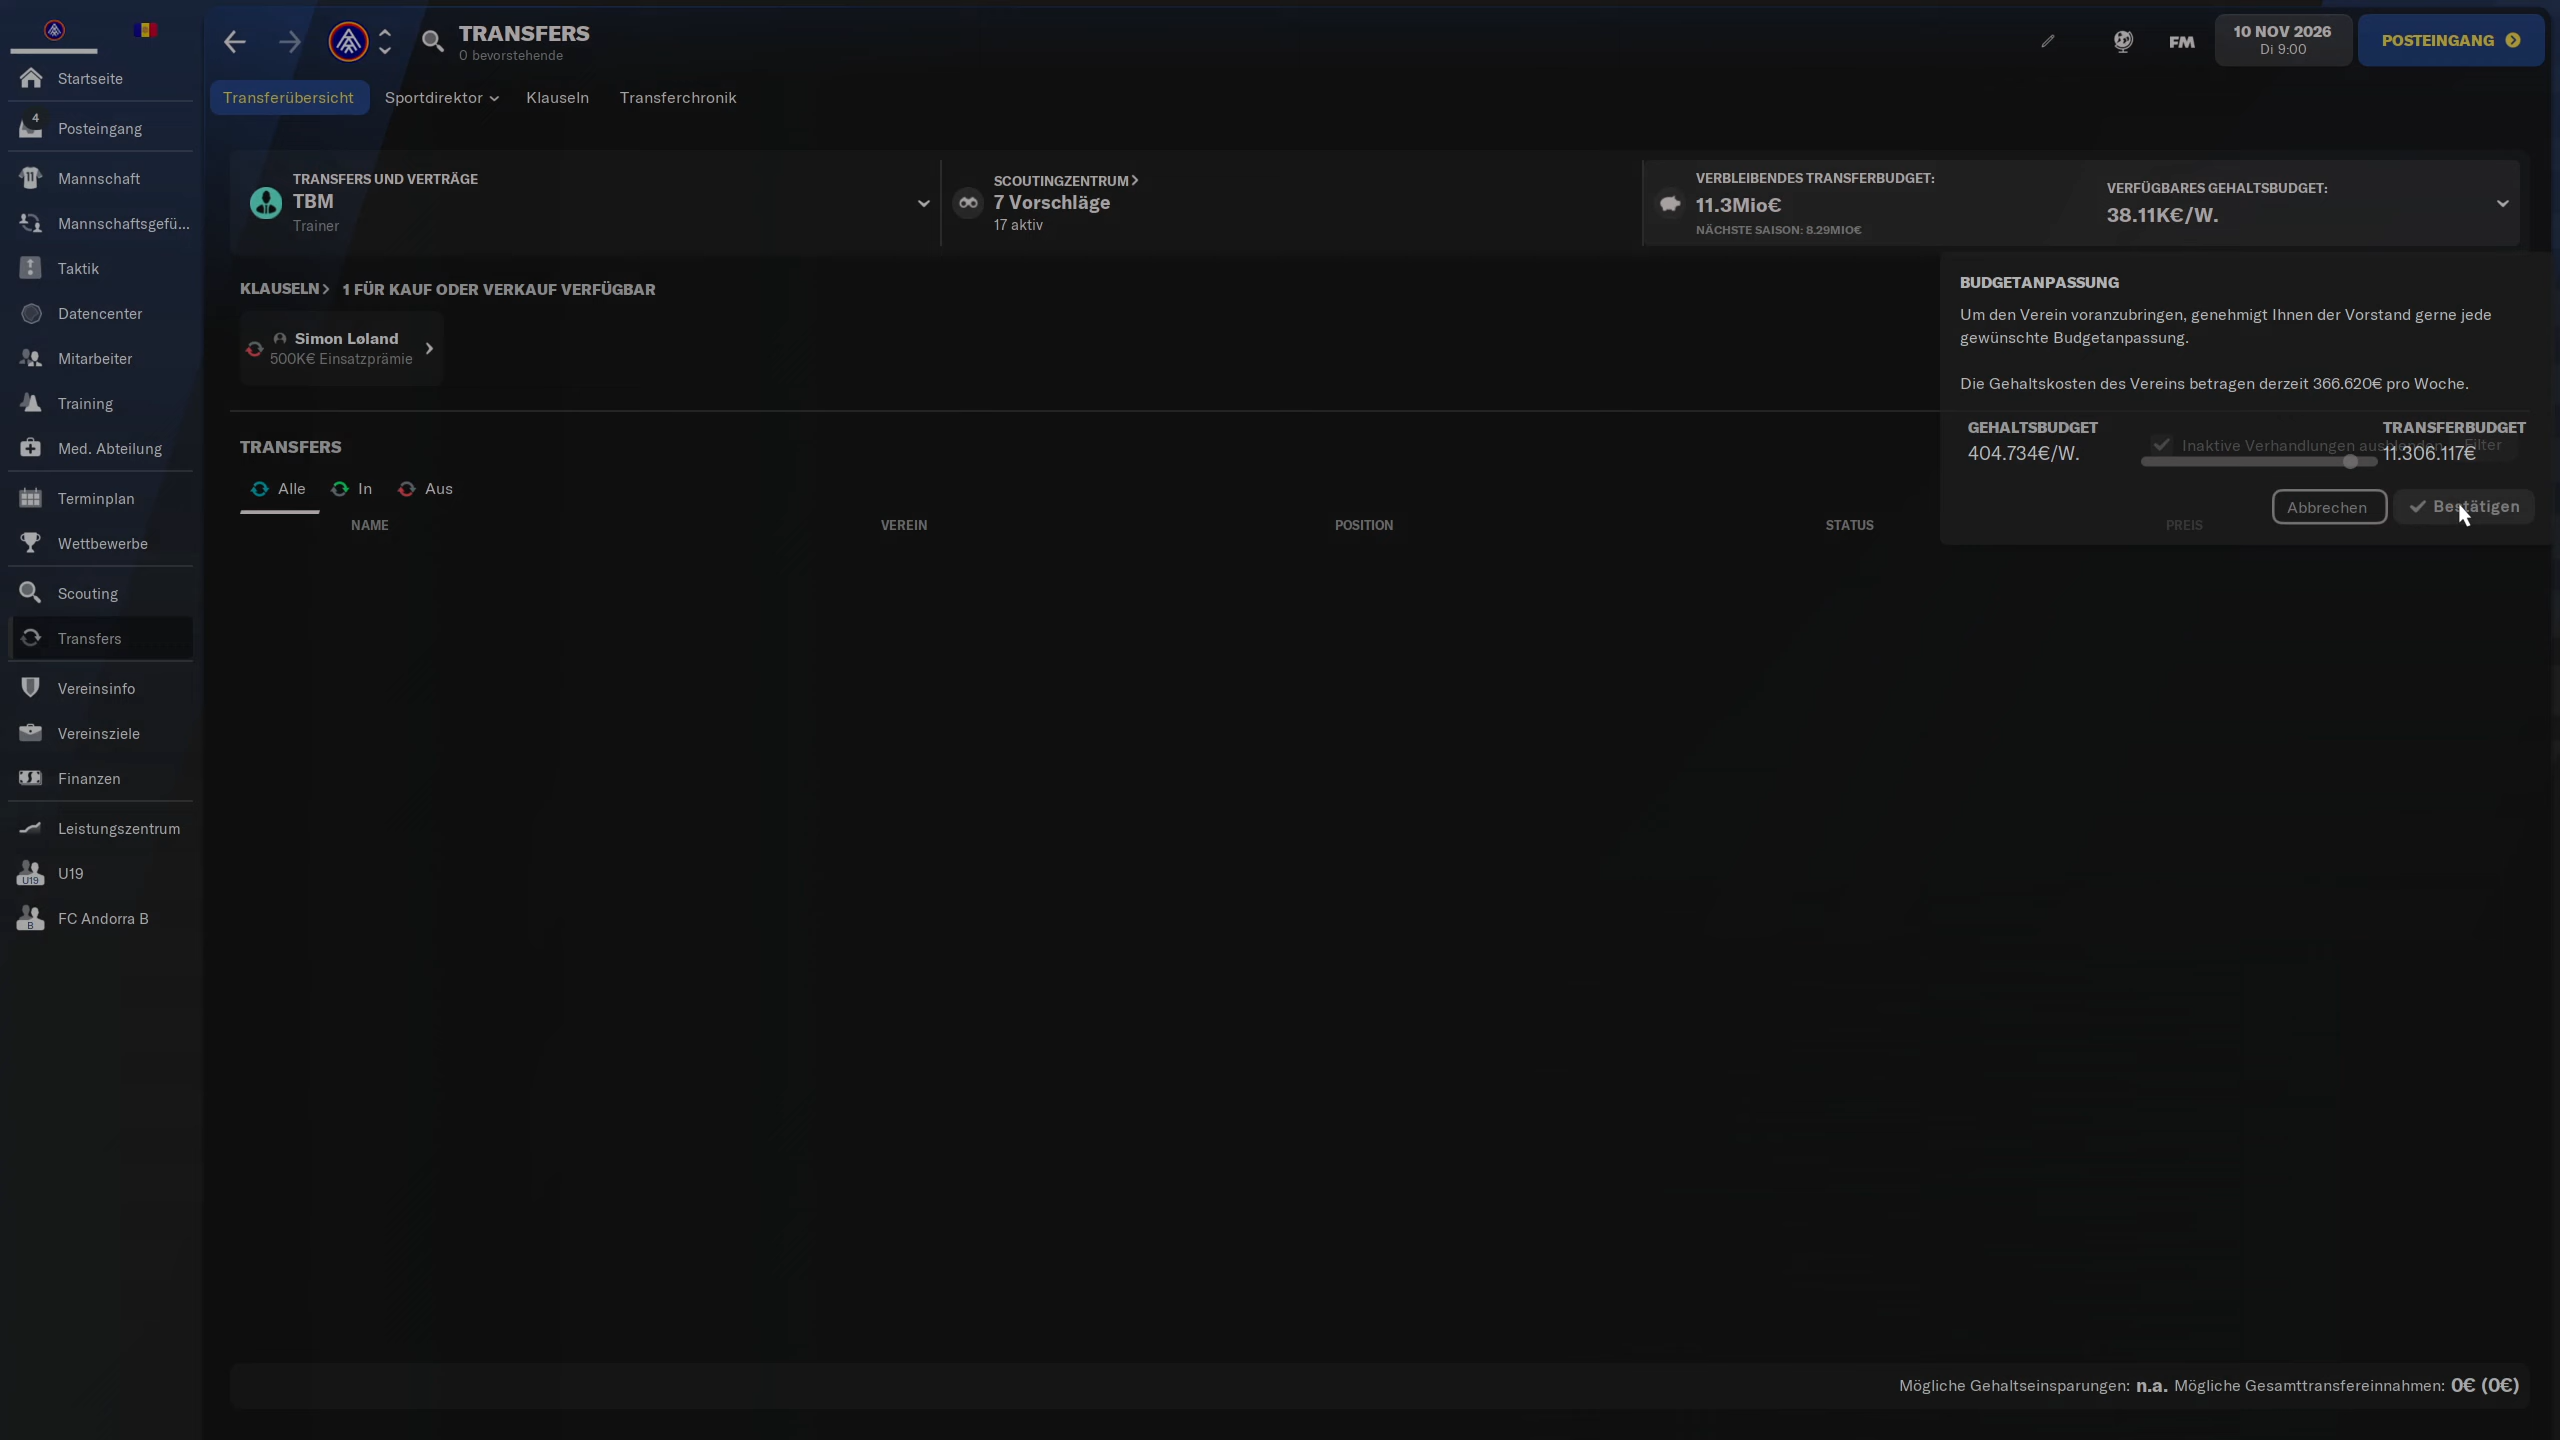 TRANSFERS
0 bevorstehende
FM
10 NOV 2026
Di 9:00
POSTEINGANG
Startseite
4
Posteingang
Mannschaft
Mannschaftsgefü...
Taktik
Datencenter
Mitarbeiter
Training
Med. Abteilung
Terminplan
Wettbewerbe
Scouting
Transfers
Vereinsinfo
Vereinsziele
Finanzen
Leistungszentrum
U19
U19
B
FC Andorra B
Transferübersicht
Sportdirektor
Klauseln
Transferchronik
TRANSFERS UND VERTRÄGE
TBM
Trainer
SCOUTINGZENTRUM
7 Vorschläge
17 aktiv
VERBLEIBENDES TRANSFERBUDGET:
11.3Mio€
NÄCHSTE SAISON: 8.29MIO€
VERFÜGBARES GEHALTSBUDGET:
38.11K€/W.
KLAUSELN 1 FÜR KAUF ODER VERKAUF VERFÜGBAR
Simon Løland
500K€ Einsatzprämie
BUDGETANPASSUNG
Um den Verein voranzubringen, genehmigt Ihnen der Vorstand gerne jede
gewünschte Budgetanpassung.
Die Gehaltskosten des Vereins betragen derzeit 366.620€ pro Woche.
GEHALTSBUDGET
404.734€/W.
TRANSFERBUDGET
11.306.117€
Inaktive Verhandlungen ausblenden
Filter
Abbrechen
Bestätigen
TRANSFERS
Alle
In
Aus
NAME
VEREIN
POSITION
STATUS
PREIS
Mögliche Gehaltseinsparungen: n.a. Mögliche Gesamttransfereinnahmen: 0€ (0€)